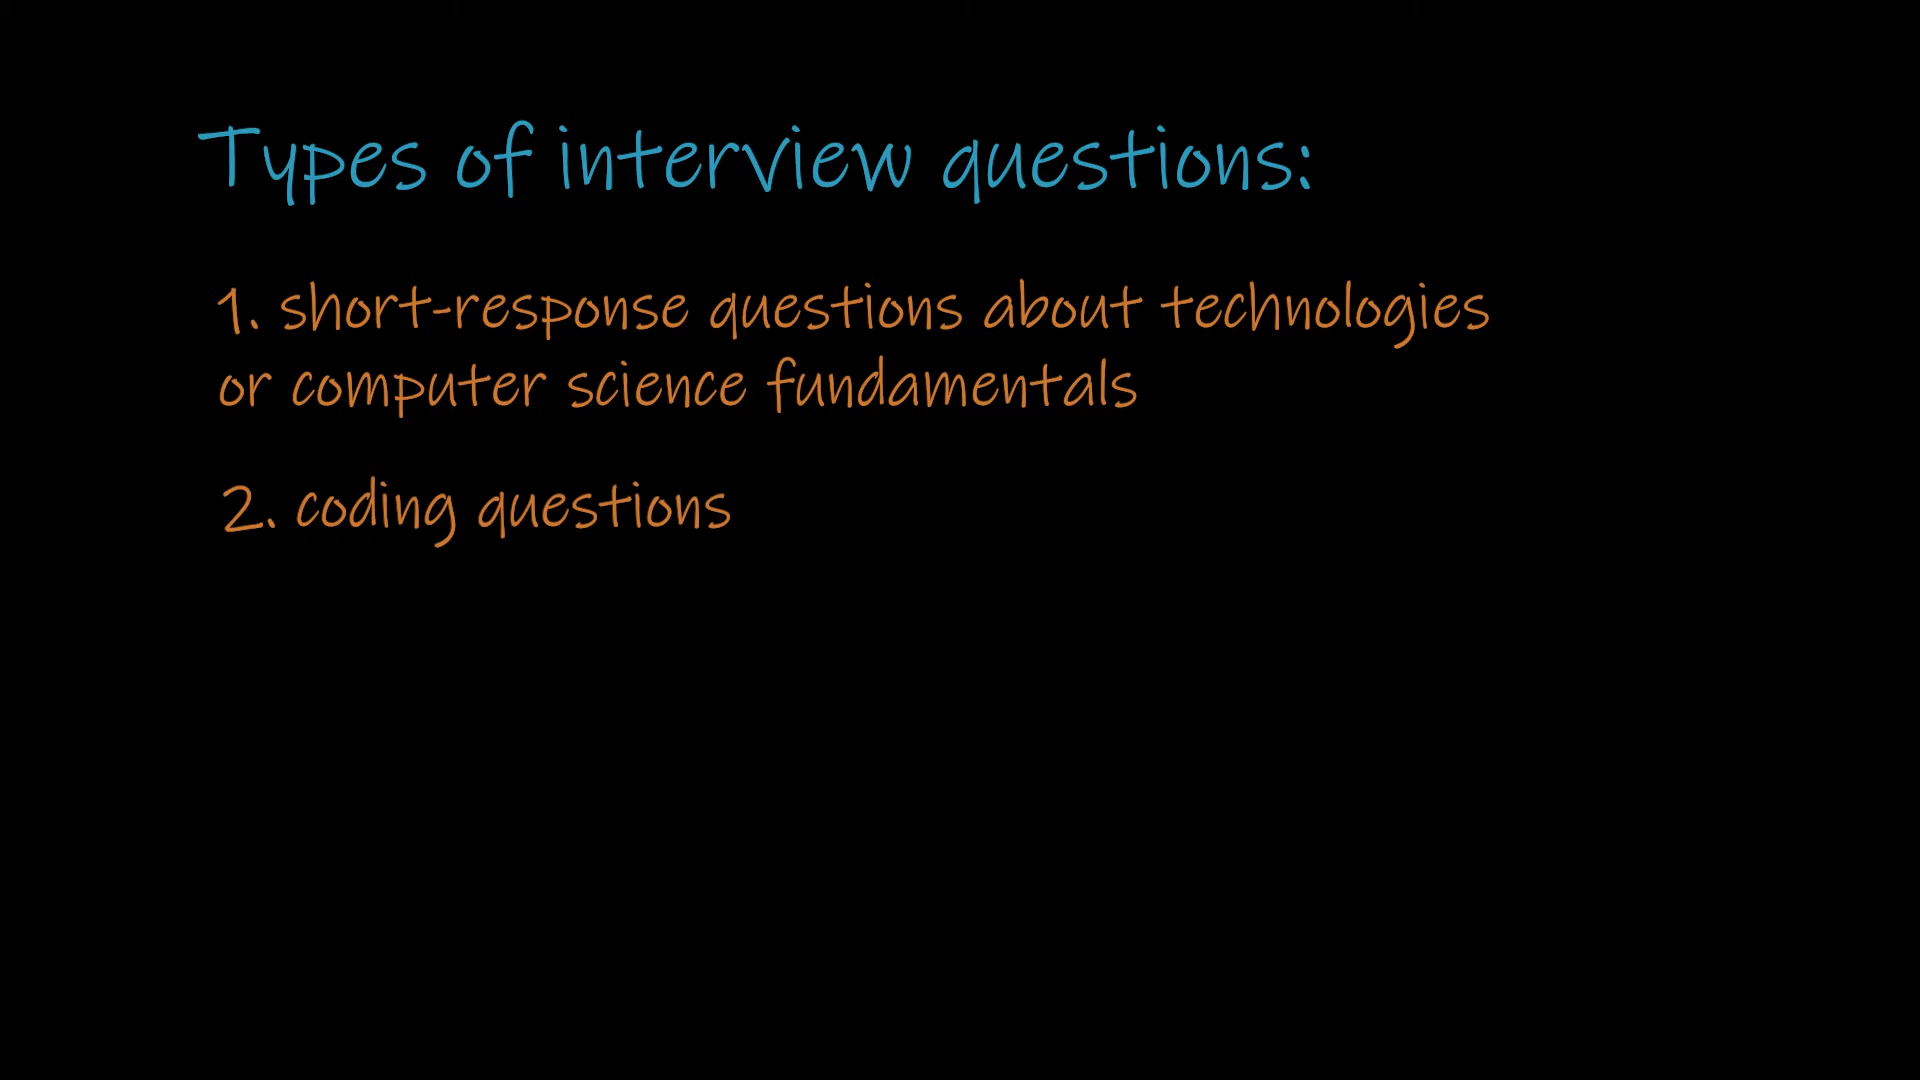 Types of interview questions:
1. short-response questions about technologies
or computer science fundamentals
2. coding questions